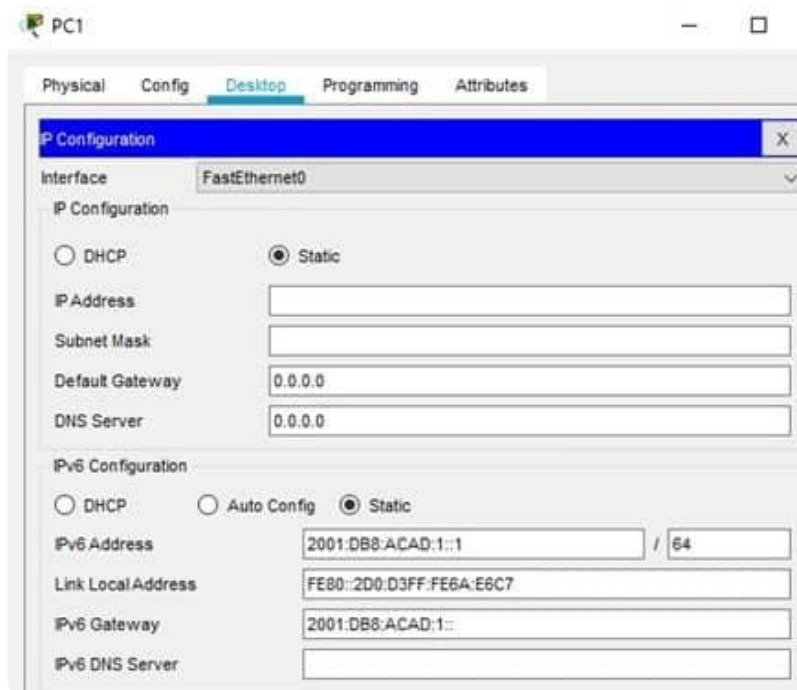 PC1
Physical Config Desktop Programming Attributes
IP Configuration X
Interface FastEthernet0
IP Configuration
DHCP Static
IP Address
Subnet Mask
Default Gateway 0.0.0.0
DNS Server 0.0.0.0
IPv6 Configuration
DHCP Auto Config Static
IPv6 Address 2001:DB8:ACAD:1::1 / 64
Link Local Address FE80::2D0:D3FF:FE6A:E6C7
IPv6 Gateway 2001:DB8:ACAD:1::
IPv6 DNS Server